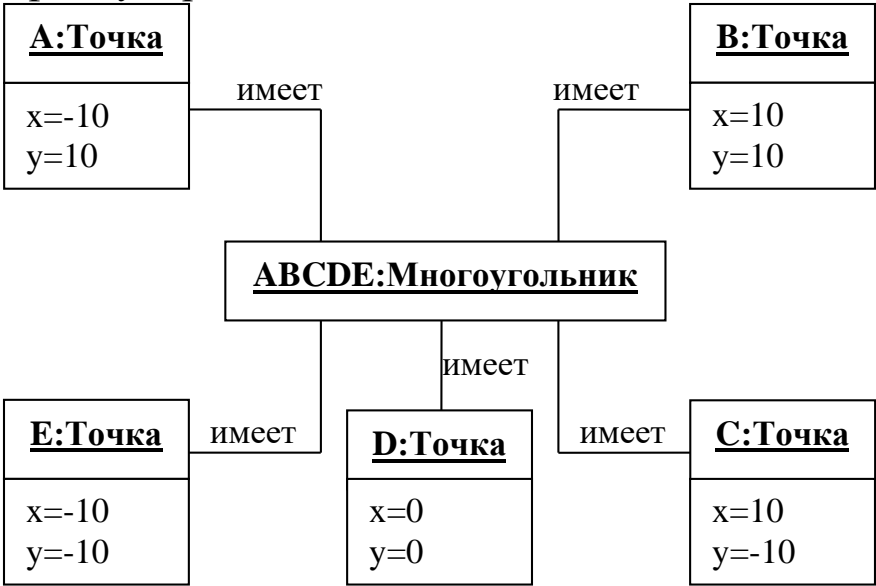 A:Точка
x=-10
y=10
имеет
имеет
B:Точка
x=10
y=10
ABCDE:Многоугольник
имеет
E:Точка
x=-10
y=-10
имеет
D:Точка
x=0
y=0
имеет
C:Точка
x=10
y=-10